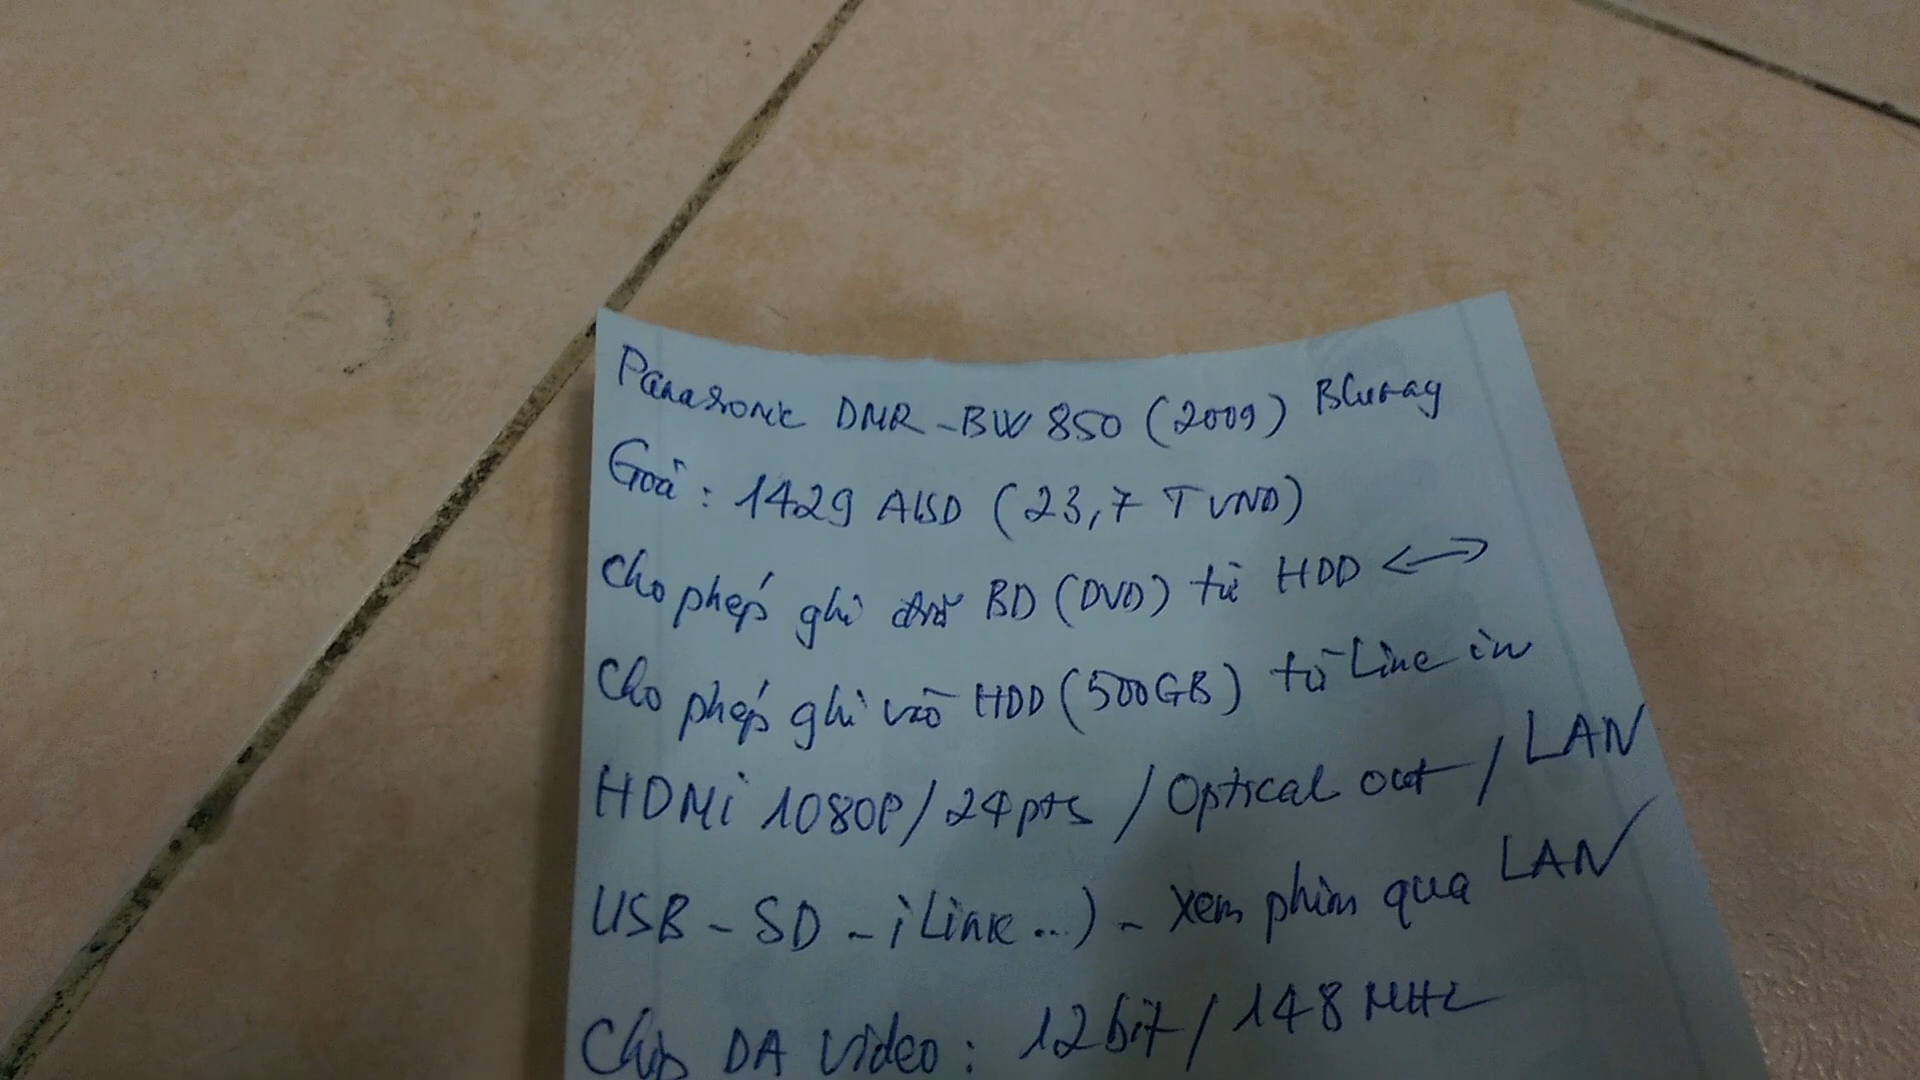 Panasonic DMR-BW 850 (2009) Bluray
Giá: 1429 AUSD (23,7 TVND)
Cho phép ghi BD (DVD) từ HDD <->
Cho phép ghi vào HDD (500GB) từ Line in
HDMi 1080P/24pts / Optical out / LAN
USB - SD - iLink...) - Xem phim qua LAN
Chip DA video: 12bit/148 MHz